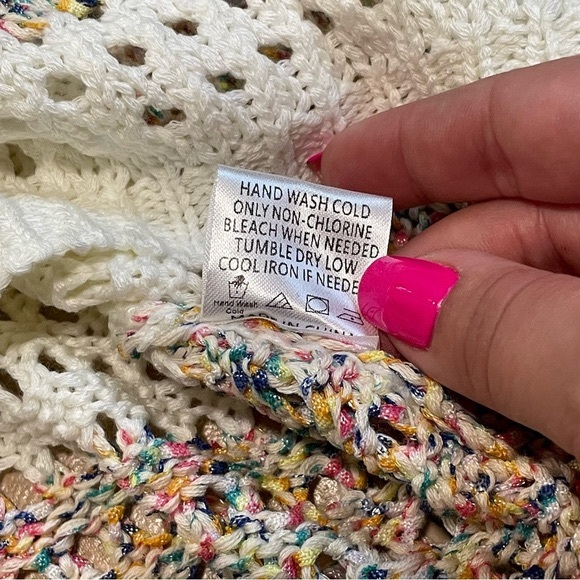 HAND WASH COLD
ONLY NON-CHLORINE
BLEACH WHEN NEEDED
TUMBLE DRY LOW
COOL IRON IF NEEDE
Hand Wash
Cold